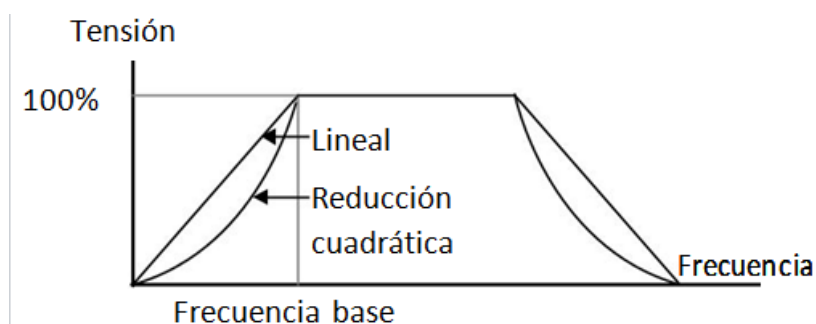 Tensión
100%
Lineal
Reducción
cuadrática
Frecuencia
Frecuencia base